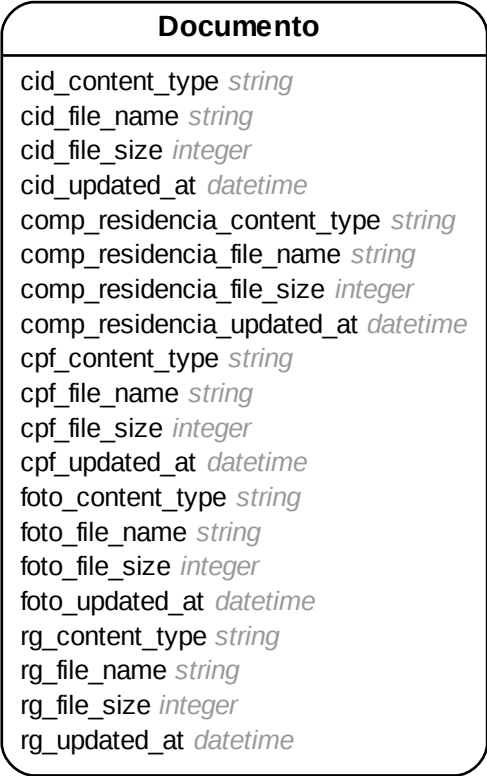 Documento
cid_content_type string
cid_file_name string
cid_file_size integer
cid_updated_at datetime
comp_residencia_content_type string
comp_residencia_file_name string
comp_residencia_file_size integer
comp_residencia_updated_at datetime
cpf_content_type string
cpf_file_name string
cpf_file_size integer
cpf_updated_at datetime
foto_content_type string
foto_file_name string
foto_file_size integer
foto_updated_at datetime
rg_content_type string
rg_file_name string
rg_file_size integer
rg_updated_at datetime